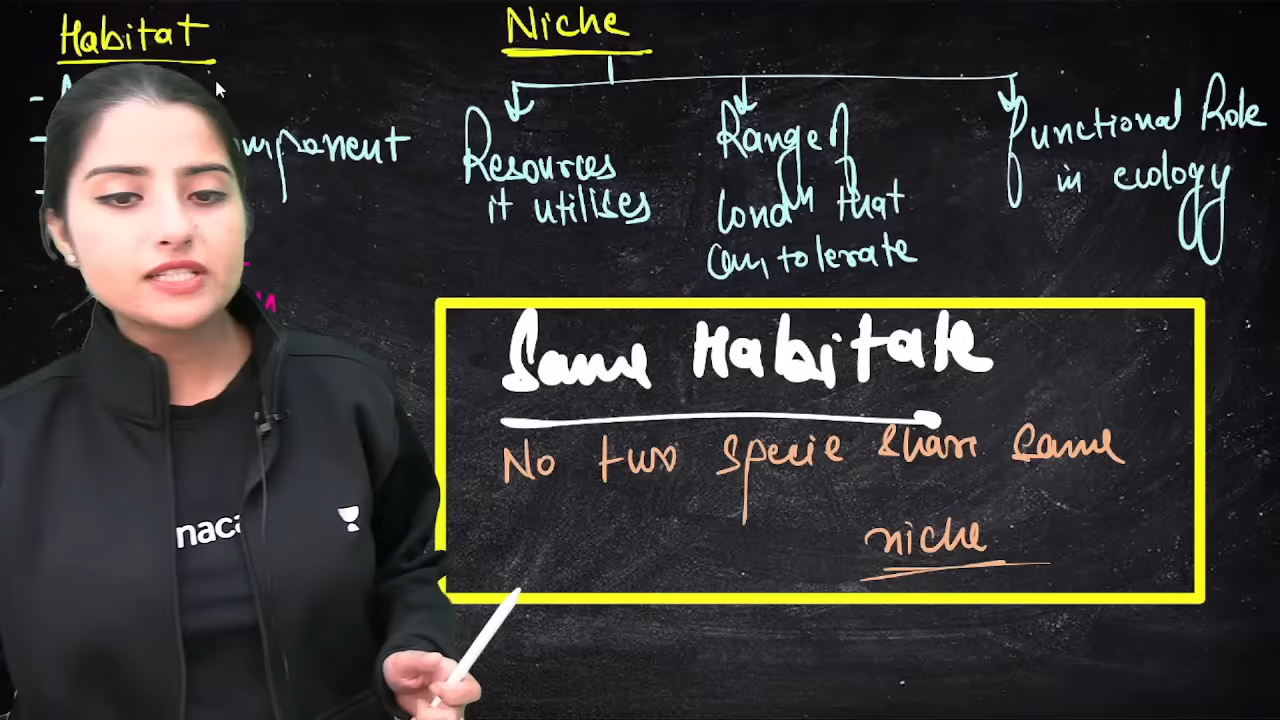 Habitat
Niche
Resources
it utilises
Range of
Condn that
can tolerate
Functional Role
in ecology
Same Habitate
No two specie share same
niche
naca